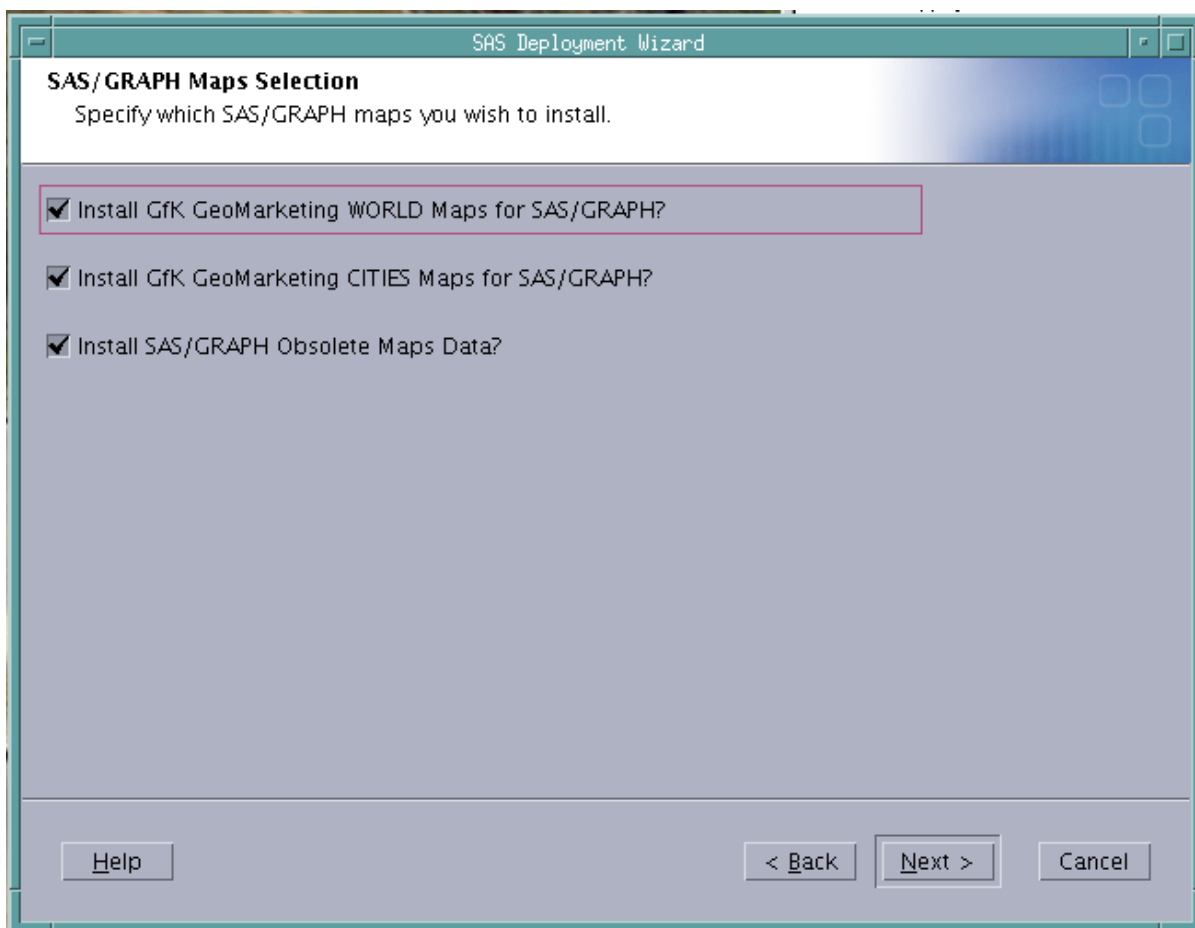 SAS Deployment Wizard
SAS/GRAPH Maps Selection
Specify which SAS/GRAPH maps you wish to install.
Install GfK GeoMarketing WORLD Maps for SAS/GRAPH?
Install GfK GeoMarketing CITIES Maps for SAS/GRAPH?
Install SAS/GRAPH Obsolete Maps Data?
Help
< Back
Next >
Cancel